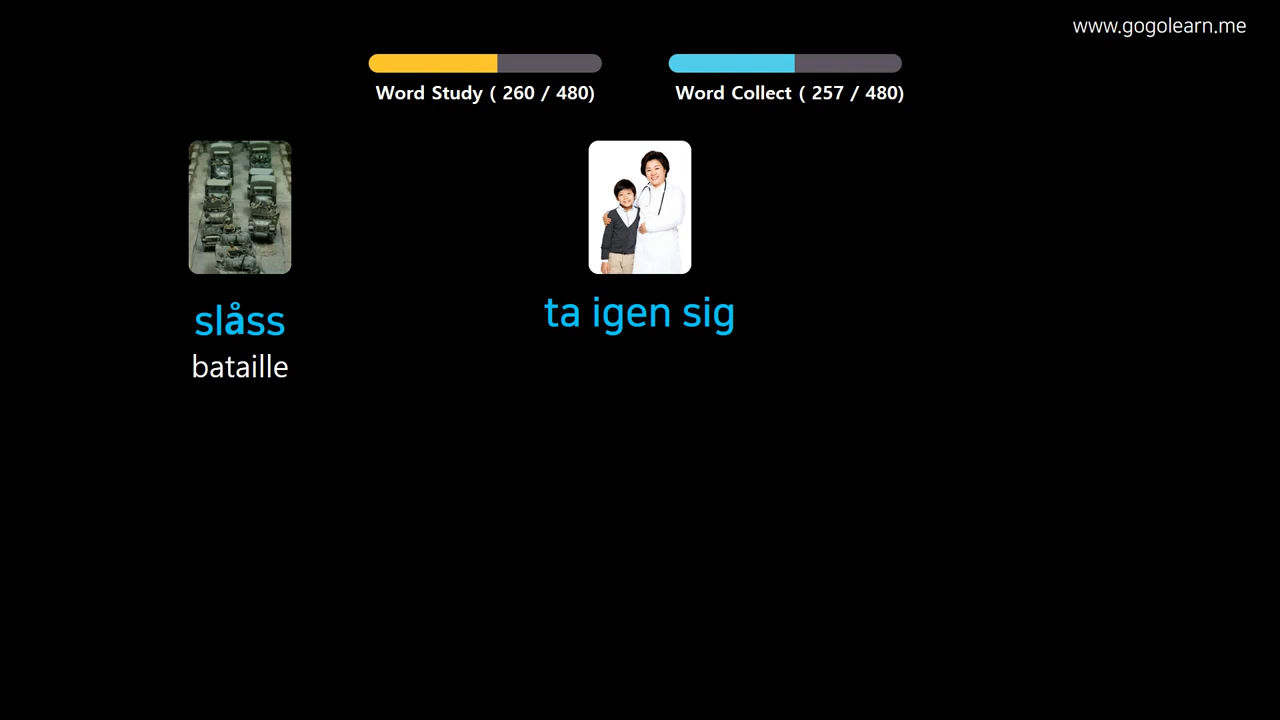 www.gogolearn.me
Word Study ( 260 / 480)
Word Collect ( 257 / 480)
slåss
bataille
ta igen sig